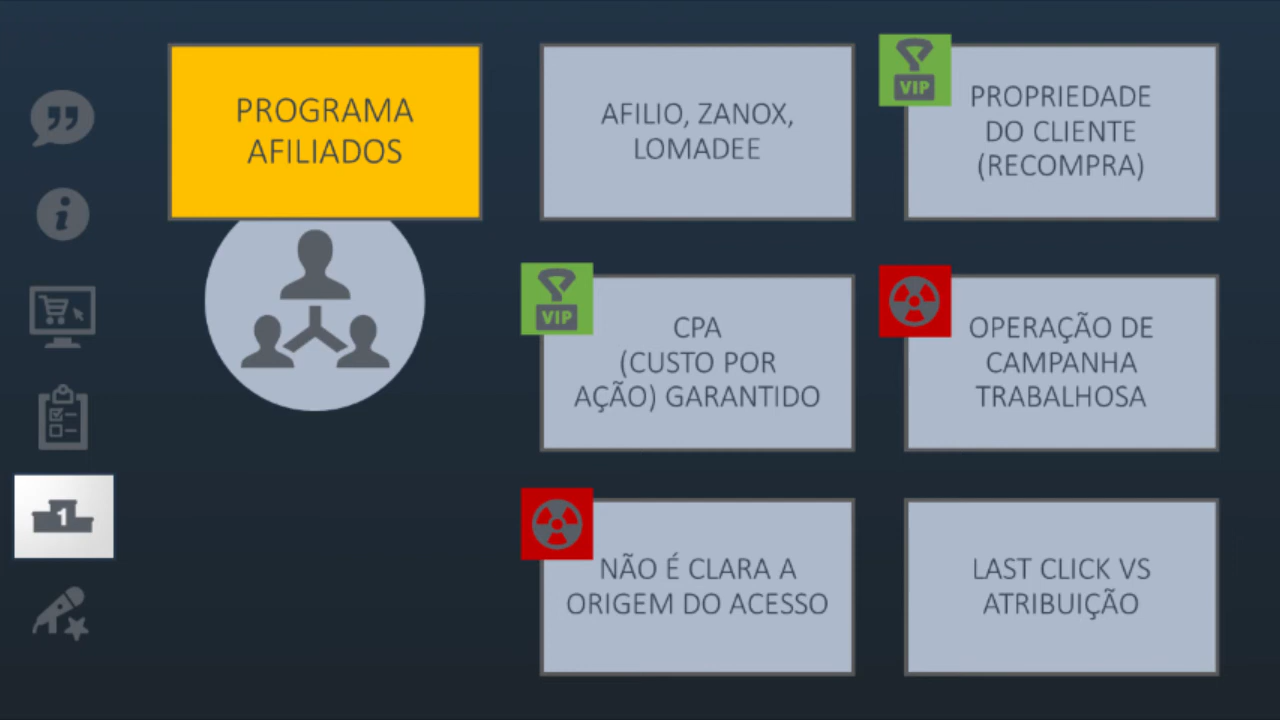 PROGRAMA
AFILIADOS
AFILIO, ZANOX,
LOMADEE
VIP
PROPRIEDADE
DO CLIENTE
(RECOMPRA)
VIP
CPA
(CUSTO POR
AÇÃO) GARANTIDO
OPERAÇÃO DE
CAMPANHA
TRABALHOSA
1
NÃO É CLARA A
ORIGEM DO ACESSO
LAST CLICK VS
ATRIBUIÇÃO